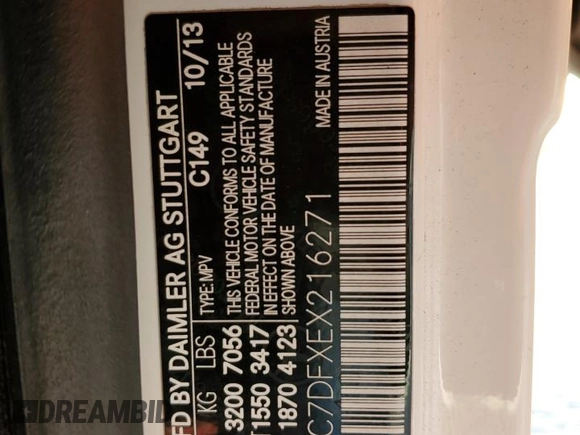 ED BY DAIMLER AG STUTTGART
C149 10/13
KG LBS TYPE: MPV
3200 7056 THIS VEHICLE CONFORMS TO ALL APPLICABLE
1550 3417 FEDERAL MOTOR VEHICLE SAFETY STANDARDS
1870 4123 IN EFFECT ON THE DATE OF MANUFACTURE
SHOWN ABOVE
MADE IN AUSTRIA
C7DFXEX216271
DREAMBID